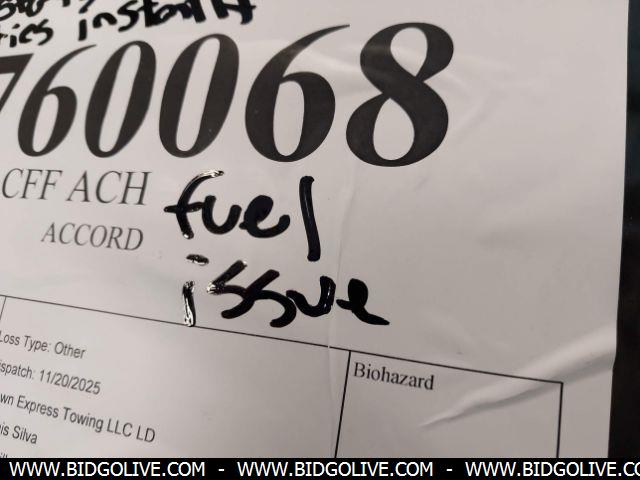 install
760068
CFF ACH
fuel
ACCORD
issue
Loss Type: Other
ispatch: 11/20/2025
wn Express Towing LLC LD
is Silva
Biohazard
WWW.BIDGOLIVE.COM - WWW.BIDGOLIVE.COM - WWW.BIDGOLIVE.COM